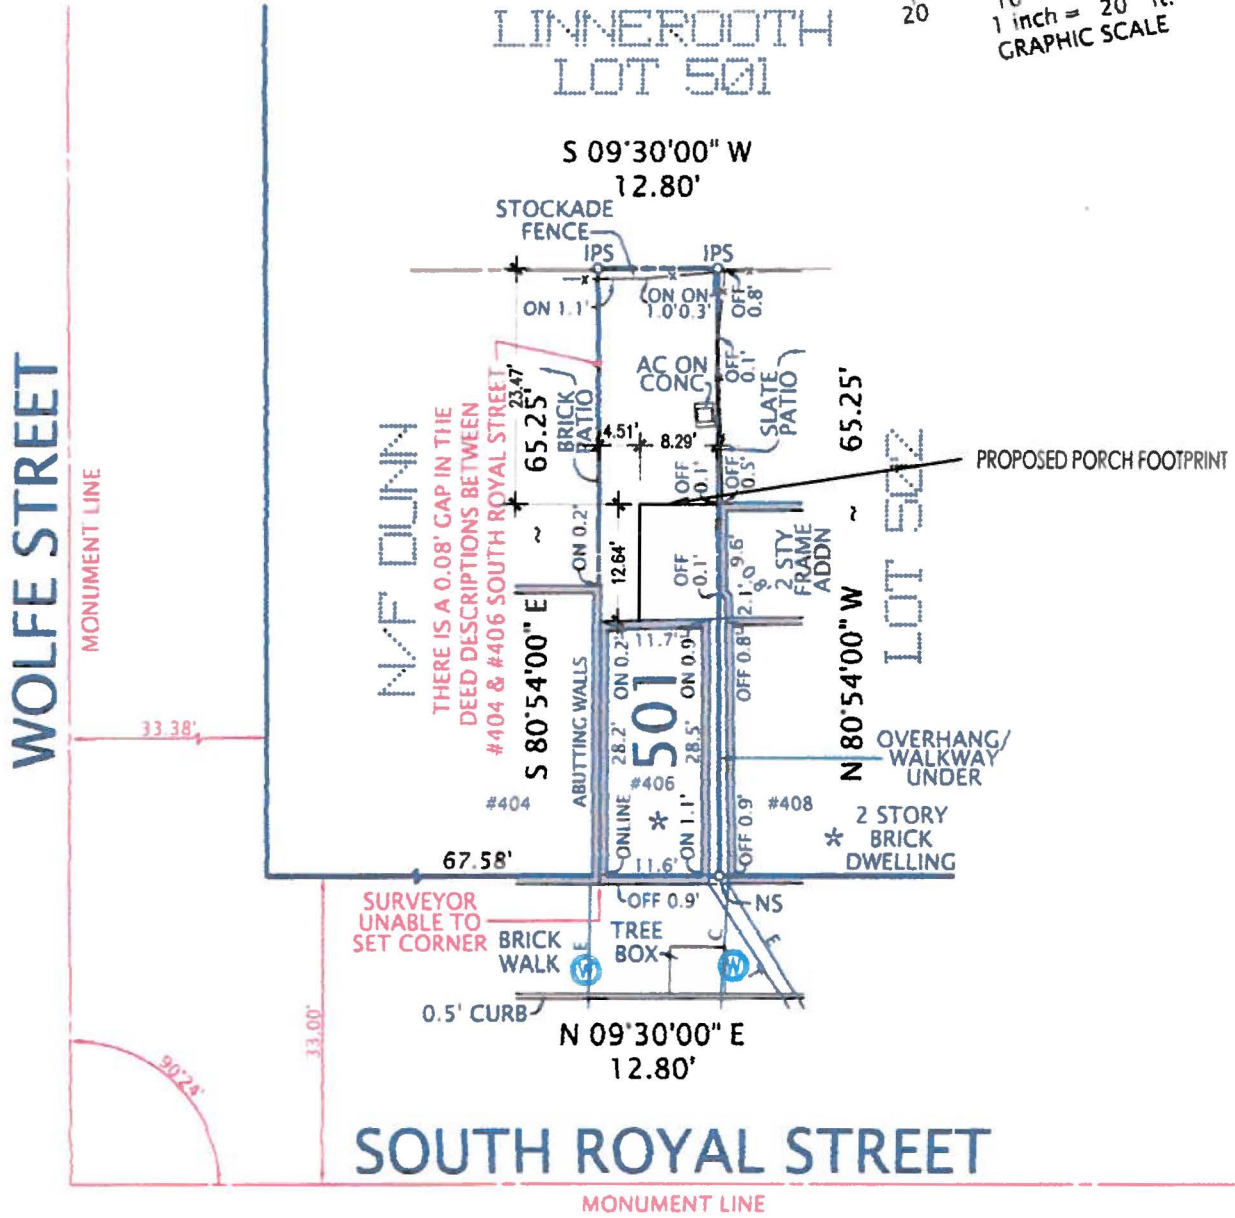 LINNEROOTH
LOT 501
20
1 inch = 20 ft.
GRAPHIC SCALE
S 09°30'00" W
12.80'
STOCKADE
FENCE
IPS
IPS
ON 1.1'
ON ON
1.0' 0.3'
OFF
0.8'
23.47'
65.25'
BRICK
PATIO
AC ON
CONC
OFF
0.1'
SLATE
PATIO
65.25'
4.51'
8.29'
OFF
0.1'
OFF
0.5'
PROPOSED PORCH FOOTPRINT
WOLFE STREET
MONUMENT LINE
N/F DUNN
THERE IS A 0.08' GAP IN THE
DEED DESCRIPTIONS BETWEEN
#404 & #406 SOUTH ROYAL STREET
~
ON 0.2'
12.64'
OFF
0.1'
9.6'
2.1'
2 STY
FRAME
ADDN
~
LOT 502
S 80°54'00" E
ABUTTING WALLS
11.7'
ON 0.2'
28.2'
501
ON 0.9'
28.5'
OFF 0.8'
N 80°54'00" W
OVERHANG/
WALKWAY
UNDER
33.38'
#404
#406
*
#408
ONLINE
ON 1.1'
OFF 0.9'
* 2 STORY
BRICK
DWELLING
67.58'
11.6'
SURVEYOR
UNABLE TO
SET CORNER
OFF 0.9'
NS
BRICK
WALK
E
TREE
BOX
C
E
W
W
0.5' CURB
33.00'
N 09°30'00" E
12.80'
90°24'
SOUTH ROYAL STREET
MONUMENT LINE